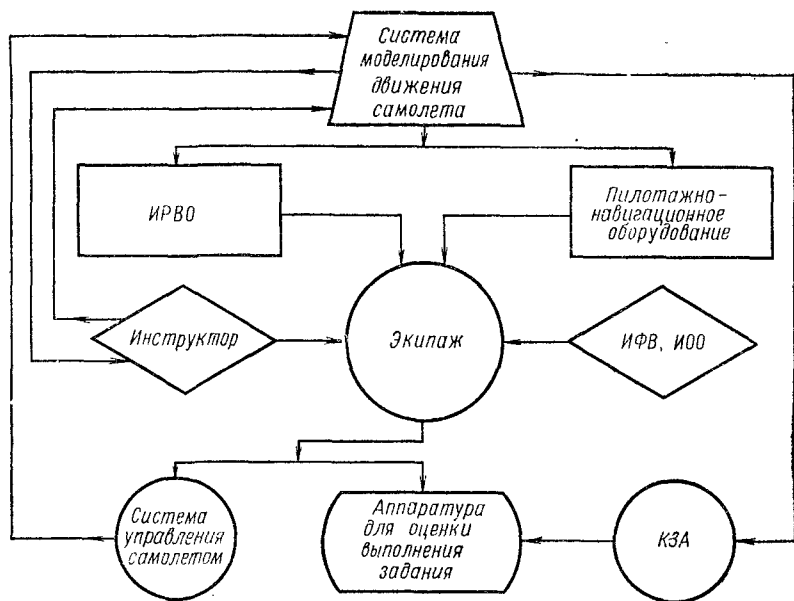 Система
моделирования
движения
самолета
ИРВО
Пилотажно-
навигационное
оборудование
Инструктор
Экипаж
ИФВ, ИОО
Система
управления
самолетом
Аппаратура
для оценки
выполнения
задания
КЗА